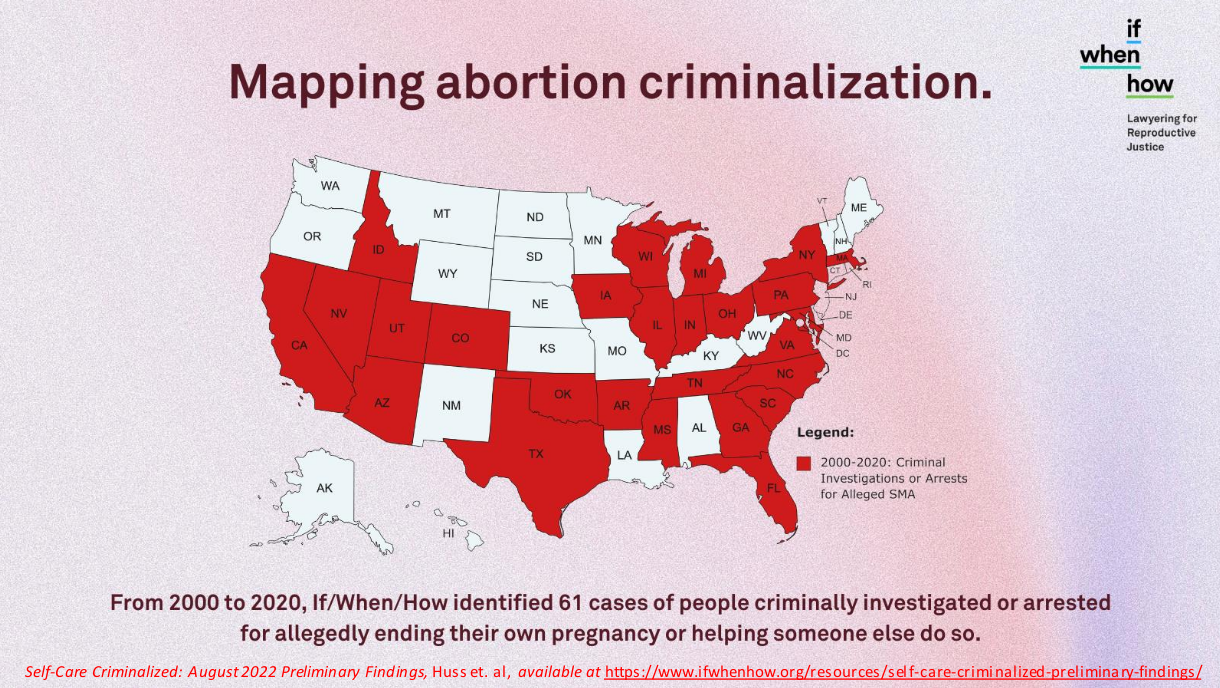 if
when
how
Lawyering for
Reproductive
Justice
Mapping abortion criminalization.
WA
OR
ID
MT
ND
MN
SD
WY
NE
IA
WI
MI
NY
VT
ME
NH
MA
CT
RI
NJ
DE
MD
DC
PA
OH
IN
IL
WV
VA
KY
NC
TN
SC
GA
AL
MS
AR
MO
KS
CO
UT
NV
CA
AZ
NM
OK
TX
LA
FL
AK
HI
Legend:
2000-2020: Criminal
Investigations or Arrests
for Alleged SMA
From 2000 to 2020, If/When/How identified 61 cases of people criminally investigated or arrested
for allegedly ending their own pregnancy or helping someone else do so.
Self-Care Criminalized: August 2022 Preliminary Findings, Huss et. al, available at https://www.ifwhenhow.org/resources/self-care-criminalized-preliminary-findings/